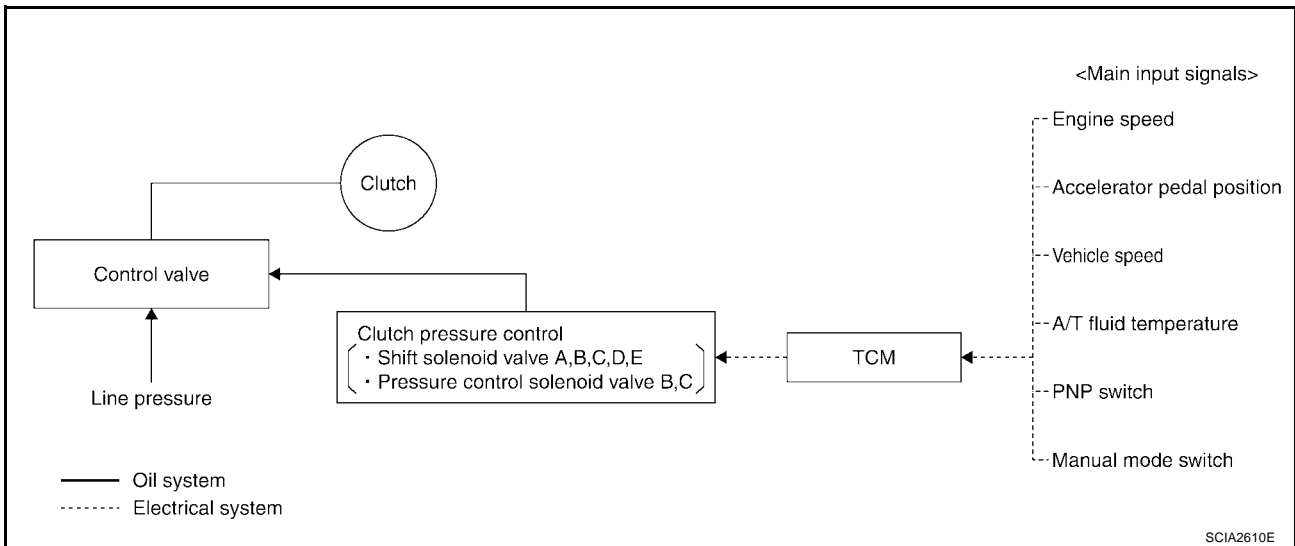 <Main input signals>
Engine speed
Accelerator pedal position
Vehicle speed
A/T fluid temperature
PNP switch
Manual mode switch
TCM
Clutch pressure control
・Shift solenoid valve A,B,C,D,E
・Pressure control solenoid valve B,C
Clutch
Control valve
Line pressure
Oil system
Electrical system
SCIA2610E